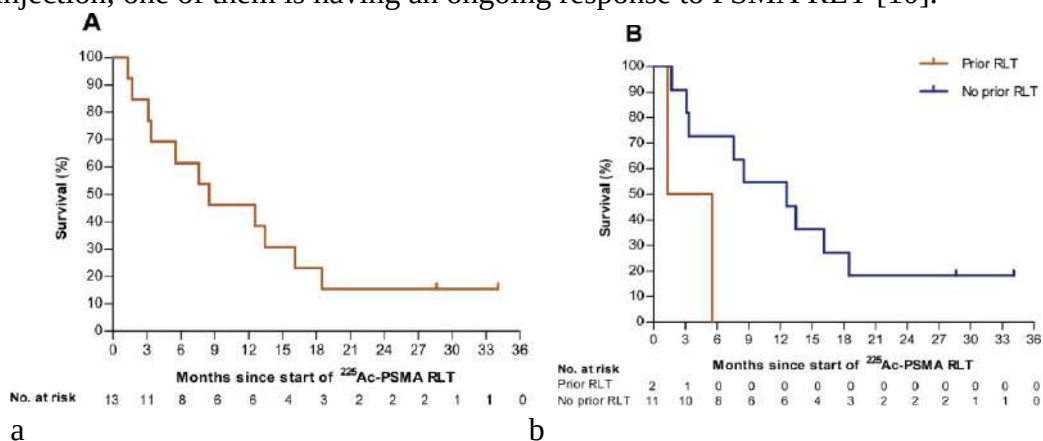 injection, one of them is having an ongoing response to PSMA RLT [10].
A
100
90
80
70
60
50
40
30
20
10
0
Survival (%)
0 3 6 9 12 15 18 21 24 27 30 33 36
Months since start of 225Ac-PSMA RLT
No. at risk 13 11 8 6 6 4 3 2 2 2 1 1 0
B
Prior RLT
No prior RLT
100
90
80
70
60
50
40
30
20
10
0
Survival (%)
0 3 6 9 12 15 18 21 24 27 30 33 36
Months since start of 225Ac-PSMA RLT
No. at risk
Prior RLT 2 1 0 0 0 0 0 0 0 0 0 0 0
No prior RLT 11 10 8 6 6 4 3 2 2 2 1 1 0
a b